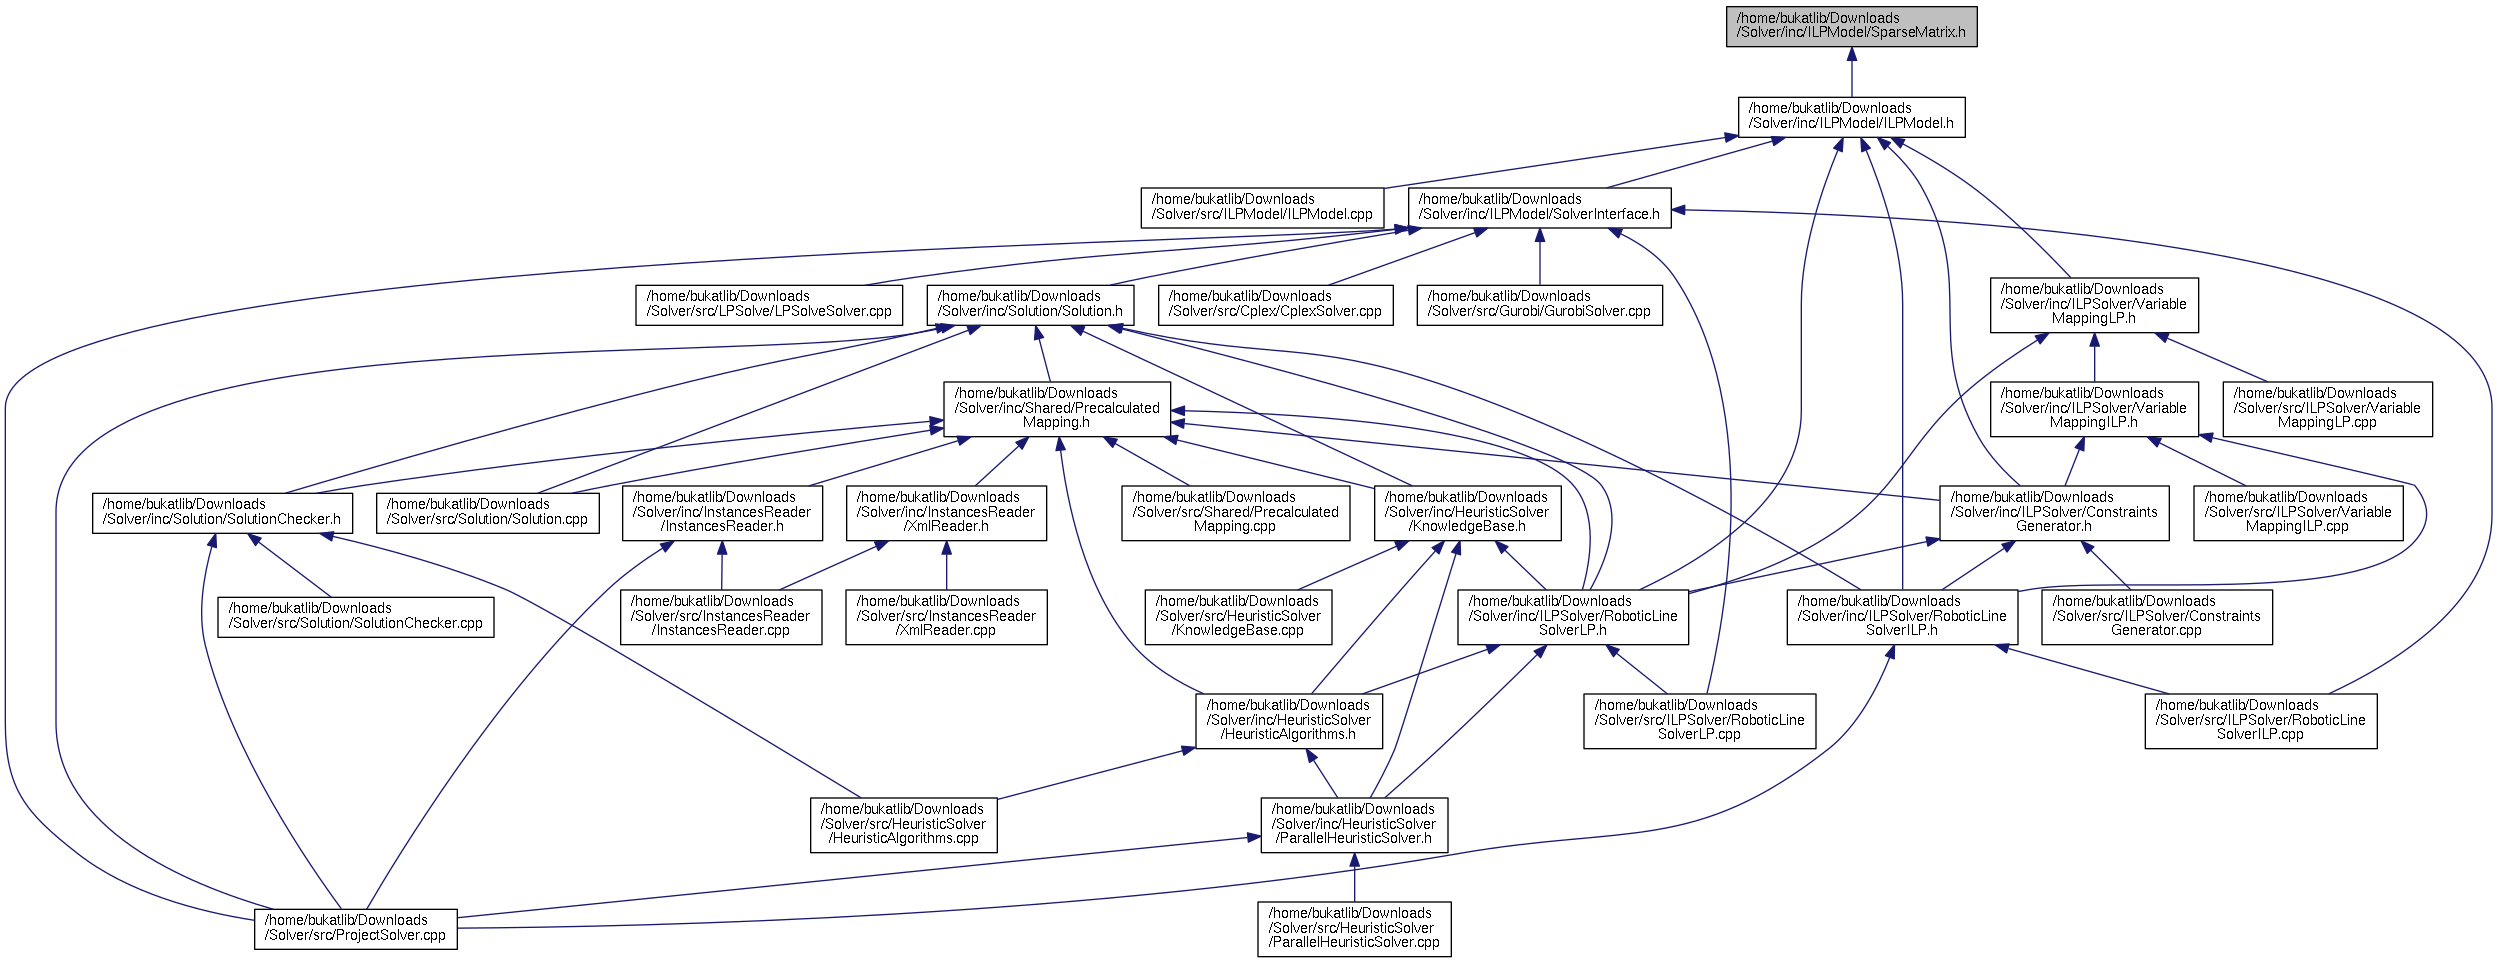 /home/bukatlib/Downloads
/Solver/inc/ILPModel/SparseMatrix.h
/home/bukatlib/Downloads
/Solver/inc/ILPModel/ILPModel.h
/home/bukatlib/Downloads
/Solver/src/ILPModel/ILPModel.cpp
/home/bukatlib/Downloads
/Solver/inc/ILPModel/SolverInterface.h
/home/bukatlib/Downloads
/Solver/src/LPSolve/LPSolveSolver.cpp
/home/bukatlib/Downloads
/Solver/inc/Solution/Solution.h
/home/bukatlib/Downloads
/Solver/src/Cplex/CplexSolver.cpp
/home/bukatlib/Downloads
/Solver/src/Gurobi/GurobiSolver.cpp
/home/bukatlib/Downloads
/Solver/inc/ILPSolver/Variable
MappingLP.h
/home/bukatlib/Downloads
/Solver/inc/Shared/Precalculated
Mapping.h
/home/bukatlib/Downloads
/Solver/inc/ILPSolver/Variable
MappingILP.h
/home/bukatlib/Downloads
/Solver/src/ILPSolver/Variable
MappingLP.cpp
/home/bukatlib/Downloads
/Solver/inc/Solution/SolutionChecker.h
/home/bukatlib/Downloads
/Solver/src/Solution/Solution.cpp
/home/bukatlib/Downloads
/Solver/inc/InstancesReader
/InstancesReader.h
/home/bukatlib/Downloads
/Solver/inc/InstancesReader
/XmlReader.h
/home/bukatlib/Downloads
/Solver/src/Shared/Precalculated
Mapping.cpp
/home/bukatlib/Downloads
/Solver/inc/HeuristicSolver
/KnowledgeBase.h
/home/bukatlib/Downloads
/Solver/inc/ILPSolver/Constraints
Generator.h
/home/bukatlib/Downloads
/Solver/src/ILPSolver/Variable
MappingILP.cpp
/home/bukatlib/Downloads
/Solver/src/Solution/SolutionChecker.cpp
/home/bukatlib/Downloads
/Solver/src/InstancesReader
/InstancesReader.cpp
/home/bukatlib/Downloads
/Solver/src/InstancesReader
/XmlReader.cpp
/home/bukatlib/Downloads
/Solver/src/HeuristicSolver
/KnowledgeBase.cpp
/home/bukatlib/Downloads
/Solver/inc/ILPSolver/RoboticLine
SolverLP.h
/home/bukatlib/Downloads
/Solver/inc/ILPSolver/RoboticLine
SolverILP.h
/home/bukatlib/Downloads
/Solver/src/ILPSolver/Constraints
Generator.cpp
/home/bukatlib/Downloads
/Solver/inc/HeuristicSolver
/HeuristicAlgorithms.h
/home/bukatlib/Downloads
/Solver/src/ILPSolver/RoboticLine
SolverLP.cpp
/home/bukatlib/Downloads
/Solver/src/ILPSolver/RoboticLine
SolverILP.cpp
/home/bukatlib/Downloads
/Solver/src/HeuristicSolver
/HeuristicAlgorithms.cpp
/home/bukatlib/Downloads
/Solver/inc/HeuristicSolver
/ParallelHeuristicSolver.h
/home/bukatlib/Downloads
/Solver/src/ProjectSolver.cpp
/home/bukatlib/Downloads
/Solver/src/HeuristicSolver
/ParallelHeuristicSolver.cpp